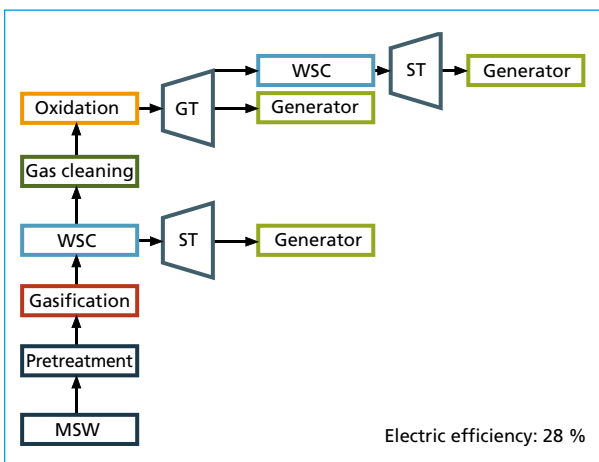 WSC
ST
Generator
Oxidation
GT
Generator
Gas cleaning
WSC
ST
Generator
Gasification
Pretreatment
MSW
Electric efficiency: 28 %